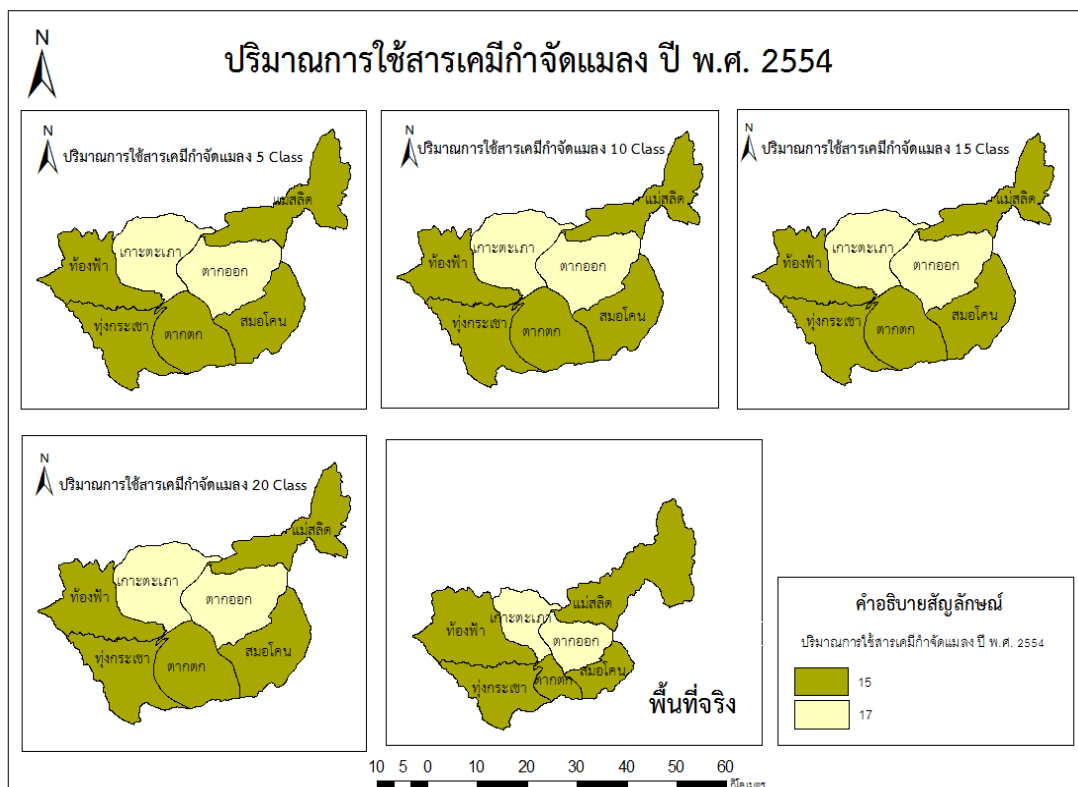 N
ปริมาณการใช้สารเคมีกำจัดแมลง ปี พ.ศ. 2554
N
ปริมาณการใช้สารเคมีกำจัดแมลง 5 Class
แม่สลิด
เกาะตะเภา
ท้องฟ้า
ตากออก
ทุ่งกระเชา
ตากตก
สมอโคน
N
ปริมาณการใช้สารเคมีกำจัดแมลง 10 Class
แม่สลิด
เกาะตะเภา
ท้องฟ้า
ตากออก
ทุ่งกระเชา
ตากตก
สมอโคน
N
ปริมาณการใช้สารเคมีกำจัดแมลง 15 Class
แม่สลิด
เกาะตะเภา
ท้องฟ้า
ตากออก
ทุ่งกระเชา
ตากตก
สมอโคน
N
ปริมาณการใช้สารเคมีกำจัดแมลง 20 Class
แม่สลิด
เกาะตะเภา
ท้องฟ้า
ตากออก
ทุ่งกระเชา
ตากตก
สมอโคน
แม่สลิด
เกาะตะเภา
ท้องฟ้า
ตากออก
ทุ่งกระเชา
ตากตก
สมอโคน
พื้นที่จริง
คำอธิบายสัญลักษณ์
ปริมาณการใช้สารเคมีกำจัดแมลง ปี พ.ศ. 2554
15
17
10 5 0 10 20 30 40 50 60
กิโลเมตร